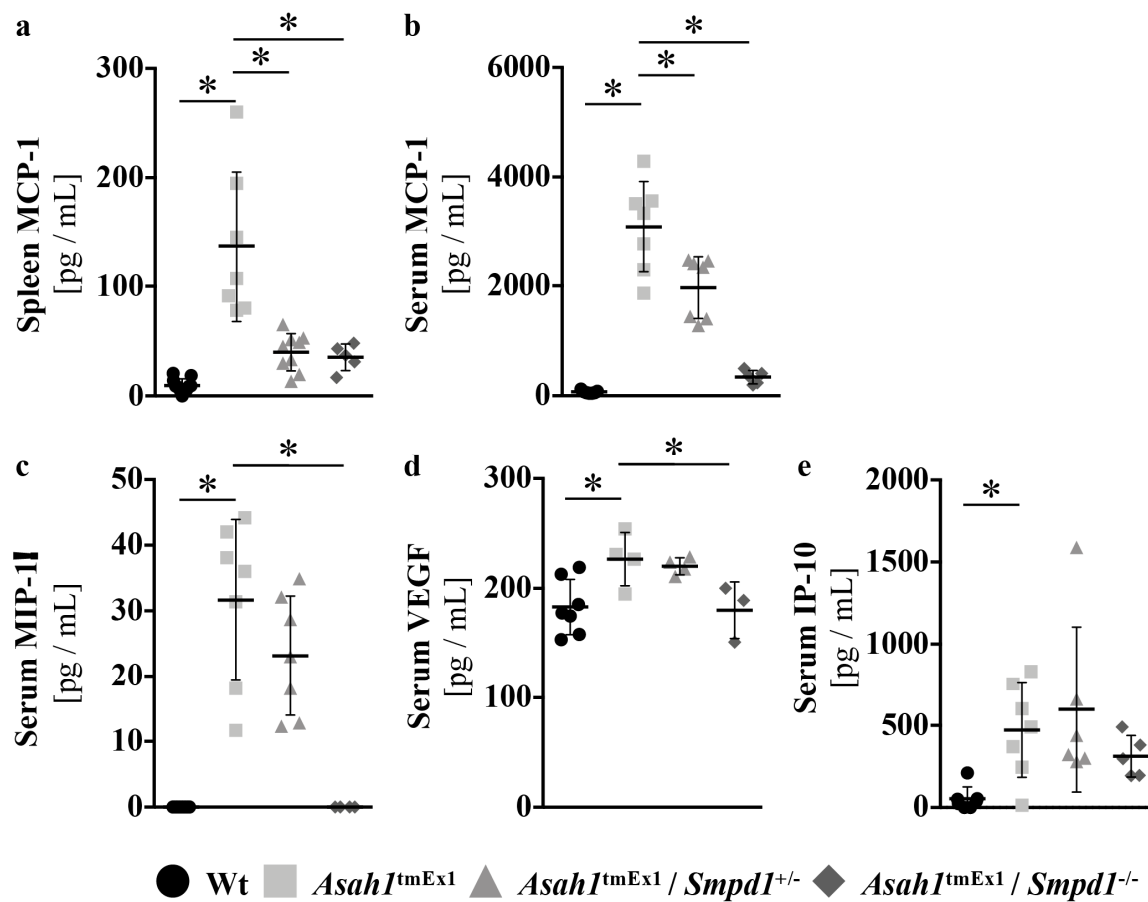 a
*
*
*
300
200
100
0
Spleen MCP-1
[pg / mL]
b
*
*
*
6000
4000
2000
0
Serum MCP-1
[pg / mL]
c
*
*
50
40
30
20
10
0
Serum
[pg / mL]
d
*
*
300
200
100
0
Serum VEGF
[pg / mL]
e
*
2000
1500
1000
500
0
Serum IP-10
[pg / mL]
Wt Asah1tmEx1 Asah1tmEx1 / Smpd1+/- Asah1tmEx1 / Smpd1-/-